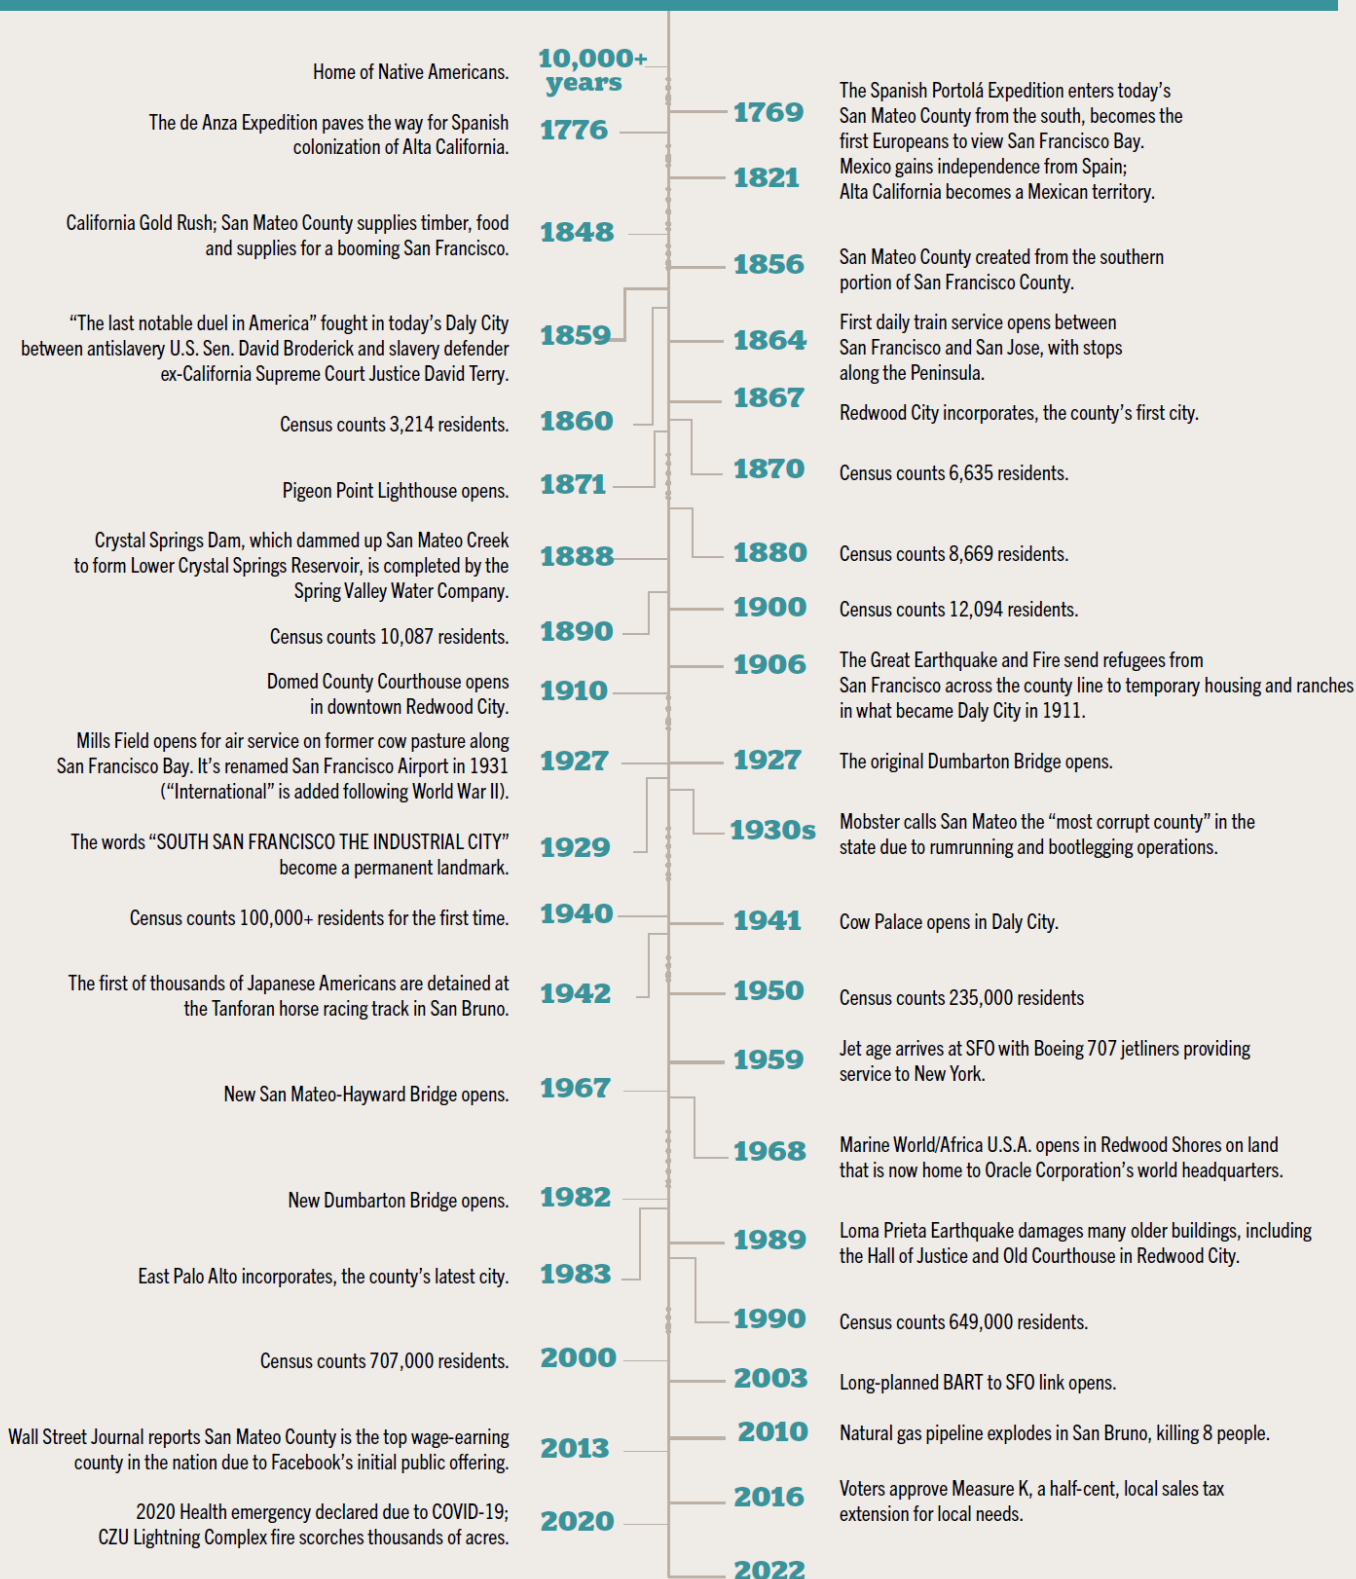 10,000+
years
Home of Native Americans.
1769
The Spanish Portolá Expedition enters today's
San Mateo County from the south, becomes the
first Europeans to view San Francisco Bay.
1776
The de Anza Expedition paves the way for Spanish
colonization of Alta California.
1821
Mexico gains independence from Spain;
Alta California becomes a Mexican territory.
1848
California Gold Rush; San Mateo County supplies timber, food
and supplies for a booming San Francisco.
1856
San Mateo County created from the southern
portion of San Francisco County.
1859
“The last notable duel in America” fought in today's Daly City
between antislavery U.S. Sen. David Broderick and slavery defender
ex-California Supreme Court Justice David Terry.
1864
First daily train service opens between
San Francisco and San Jose, with stops
along the Peninsula.
1860
Census counts 3,214 residents.
1867
Redwood City incorporates, the county's first city.
1870
Census counts 6,635 residents.
1871
Pigeon Point Lighthouse opens.
1880
Census counts 8,669 residents.
1888
Crystal Springs Dam, which dammed up San Mateo Creek
to form Lower Crystal Springs Reservoir, is completed by the
Spring Valley Water Company.
1900
Census counts 12,094 residents.
1890
Census counts 10,087 residents.
1906
The Great Earthquake and Fire send refugees from
San Francisco across the county line to temporary housing and ranches
in what became Daly City in 1911.
1910
Domed County Courthouse opens
in downtown Redwood City.
1927
Mills Field opens for air service on former cow pasture along
San Francisco Bay. It's renamed San Francisco Airport in 1931
(“International” is added following World War II).
1927
The original Dumbarton Bridge opens.
1930s
Mobster calls San Mateo the “most corrupt county” in the
state due to rumrunning and bootlegging operations.
1929
The words “SOUTH SAN FRANCISCO THE INDUSTRIAL CITY”
become a permanent landmark.
1940
Census counts 100,000+ residents for the first time.
1941
Cow Palace opens in Daly City.
1942
The first of thousands of Japanese Americans are detained at
the Tanforan horse racing track in San Bruno.
1950
Census counts 235,000 residents
1959
Jet age arrives at SFO with Boeing 707 jetliners providing
service to New York.
1967
New San Mateo-Hayward Bridge opens.
1968
Marine World/Africa U.S.A. opens in Redwood Shores on land
that is now home to Oracle Corporation's world headquarters.
1982
New Dumbarton Bridge opens.
1989
Loma Prieta Earthquake damages many older buildings, including
the Hall of Justice and Old Courthouse in Redwood City.
1983
East Palo Alto incorporates, the county's latest city.
1990
Census counts 649,000 residents.
2000
Census counts 707,000 residents.
2003
Long-planned BART to SFO link opens.
2010
Natural gas pipeline explodes in San Bruno, killing 8 people.
2013
Wall Street Journal reports San Mateo County is the top wage-earning
county in the nation due to Facebook's initial public offering.
2016
Voters approve Measure K, a half-cent, local sales tax
extension for local needs.
2020
2020 Health emergency declared due to COVID-19;
CZU Lightning Complex fire scorches thousands of acres.
2022